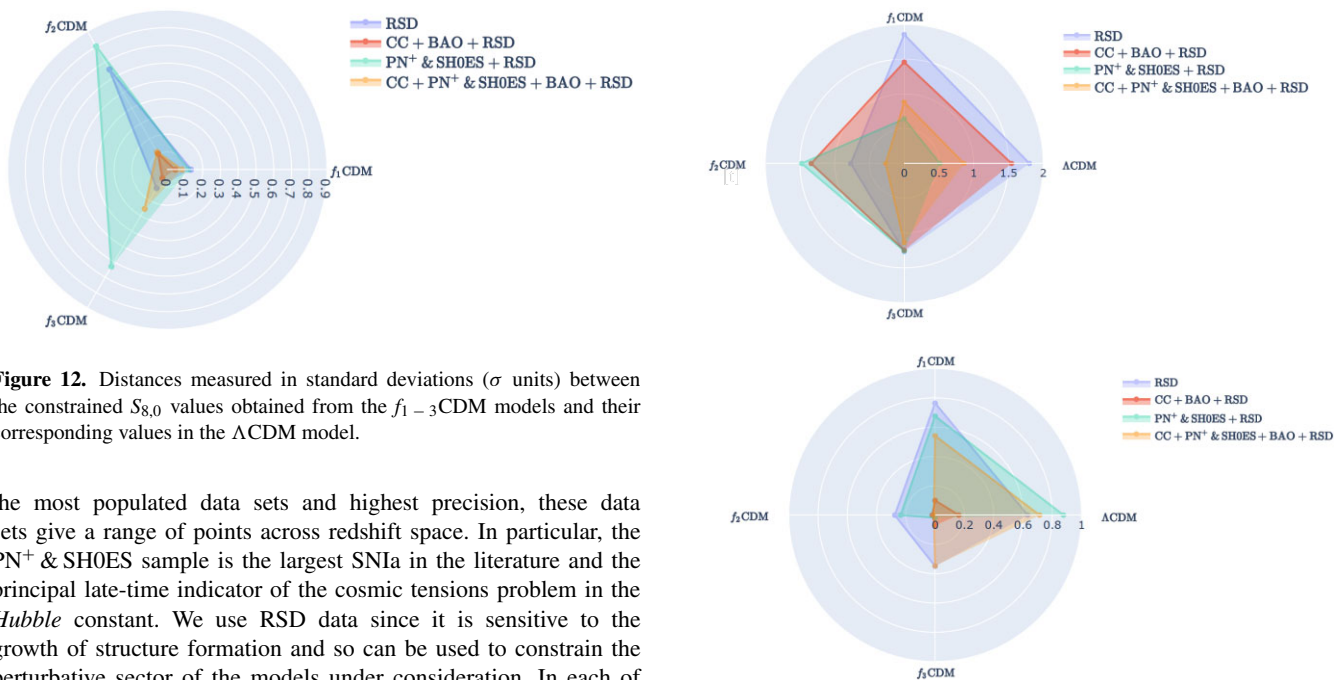 f₂CDM
f₁CDM
f₃CDM
0 0.1 0.2 0.3 0.4 0.5 0.6 0.7 0.8 0.9
RSD
CC + BAO + RSD
PN⁺ & SH0ES + RSD
CC + PN⁺ & SH0ES + BAO + RSD
igure 12. Distances measured in standard deviations (σ units) between
he constrained S₈,₀ values obtained from the f₁ ₋ ₃CDM models and their
orresponding values in the ΛCDM model.
he most populated data sets and highest precision, these data
ets give a range of points across redshift space. In particular, the
PN⁺ & SH0ES sample is the largest SNIa in the literature and the
rincipal late-time indicator of the cosmic tensions problem in the
Hubble constant. We use RSD data since it is sensitive to the
rowth of structure formation and so can be used to constrain the
erturbative sector of the models under consideration. In each of
f₁CDM
f₂CDM
[t]
0 0.5 1 1.5 2
ΛCDM
f₃CDM
RSD
CC + BAO + RSD
PN⁺ & SH0ES + RSD
CC + PN⁺ & SH0ES + BAO + RSD
f₁CDM
f₂CDM
0 0.2 0.4 0.6 0.8 1
ΛCDM
f₃CDM
RSD
CC + BAO + RSD
PN⁺ & SH0ES + RSD
CC + PN⁺ & SH0ES + BAO + RSD